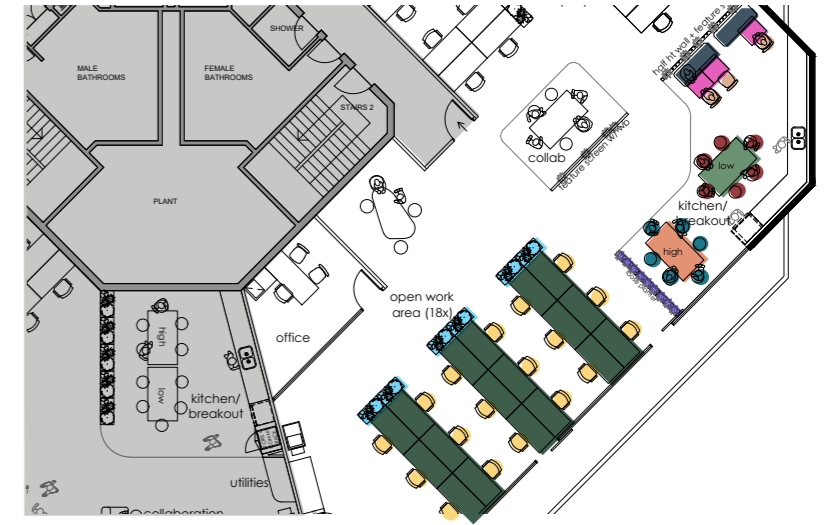 SHOWER
half ht wall + feature s
MALE
BATHROOMS
FEMALE
BATHROOMS
STAIRS 2
collab
feature screen w/
low
PLANT
kitchen/
breakout
high
open work
area (18x)
office
high
low
kitchen/
breakout
utilities
collaboration